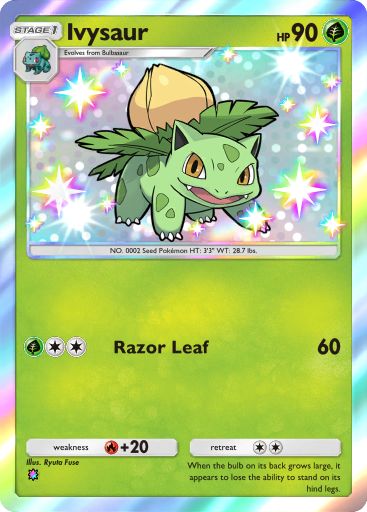 STAGE 1 Ivysaur HP 90
Evolves from Bulbasaur
NO. 0002 Seed Pokémon HT: 3'3" WT: 28.7 lbs.
Razor Leaf 60
weakness +20 retreat
Illus. Ryuta Fuse
When the bulb on its back grows large, it
appears to lose the ability to stand on its
hind legs.